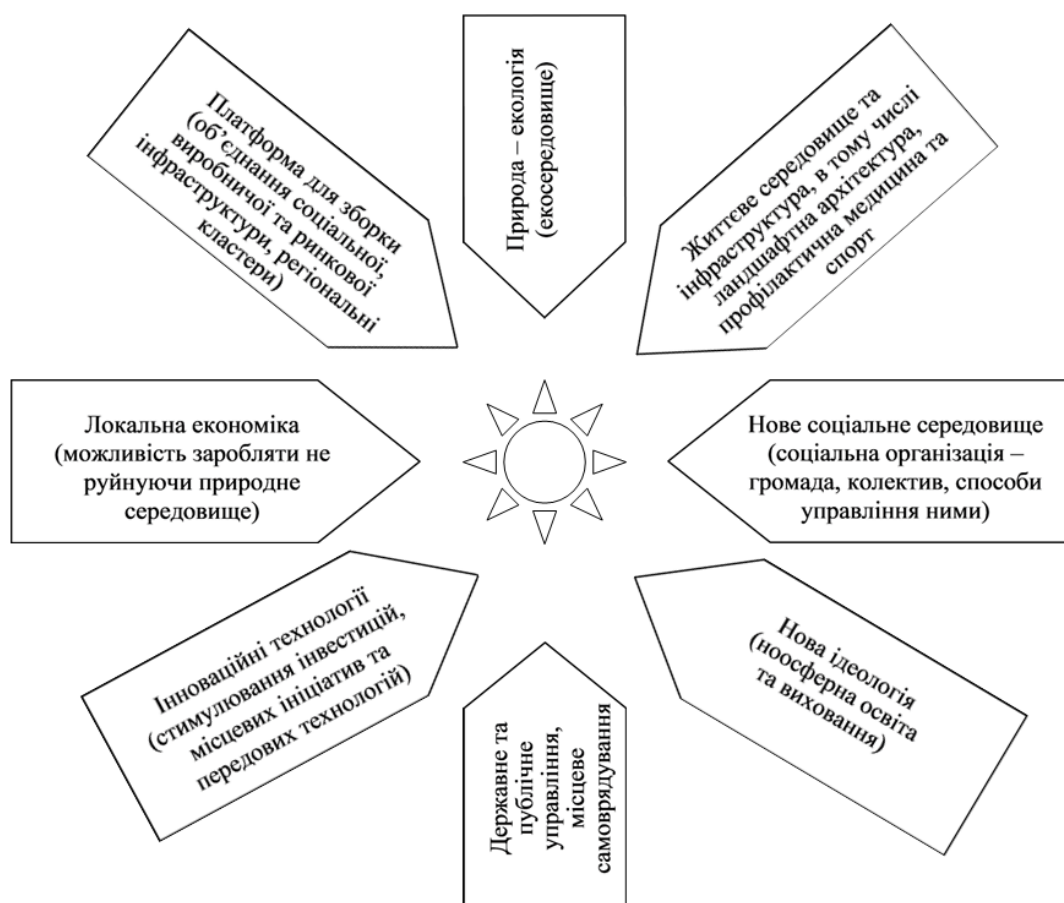 Платформа для зборки
(об’єднання соціальної,
виробничої та ринкової
інфраструктури, регіональні
кластери)
Природа – екологія
(екосередовище)
Життєве середовище та
інфраструктура, в тому числі
ландшафтна архітектура,
профілактична медицина та
спорт
Локальна економіка
(можливість заробляти не
руйнуючи природне
середовище)
Нове соціальне середовище
(соціальна організація –
громада, колектив, способи
управління ними)
Інноваційні технології
(стимулювання інвестицій,
місцевих ініціатив та
передових технологій)
Державне та
публічне
управління,
місцеве
самоврядування
Нова ідеологія
(ноосферна освіта
та виховання)